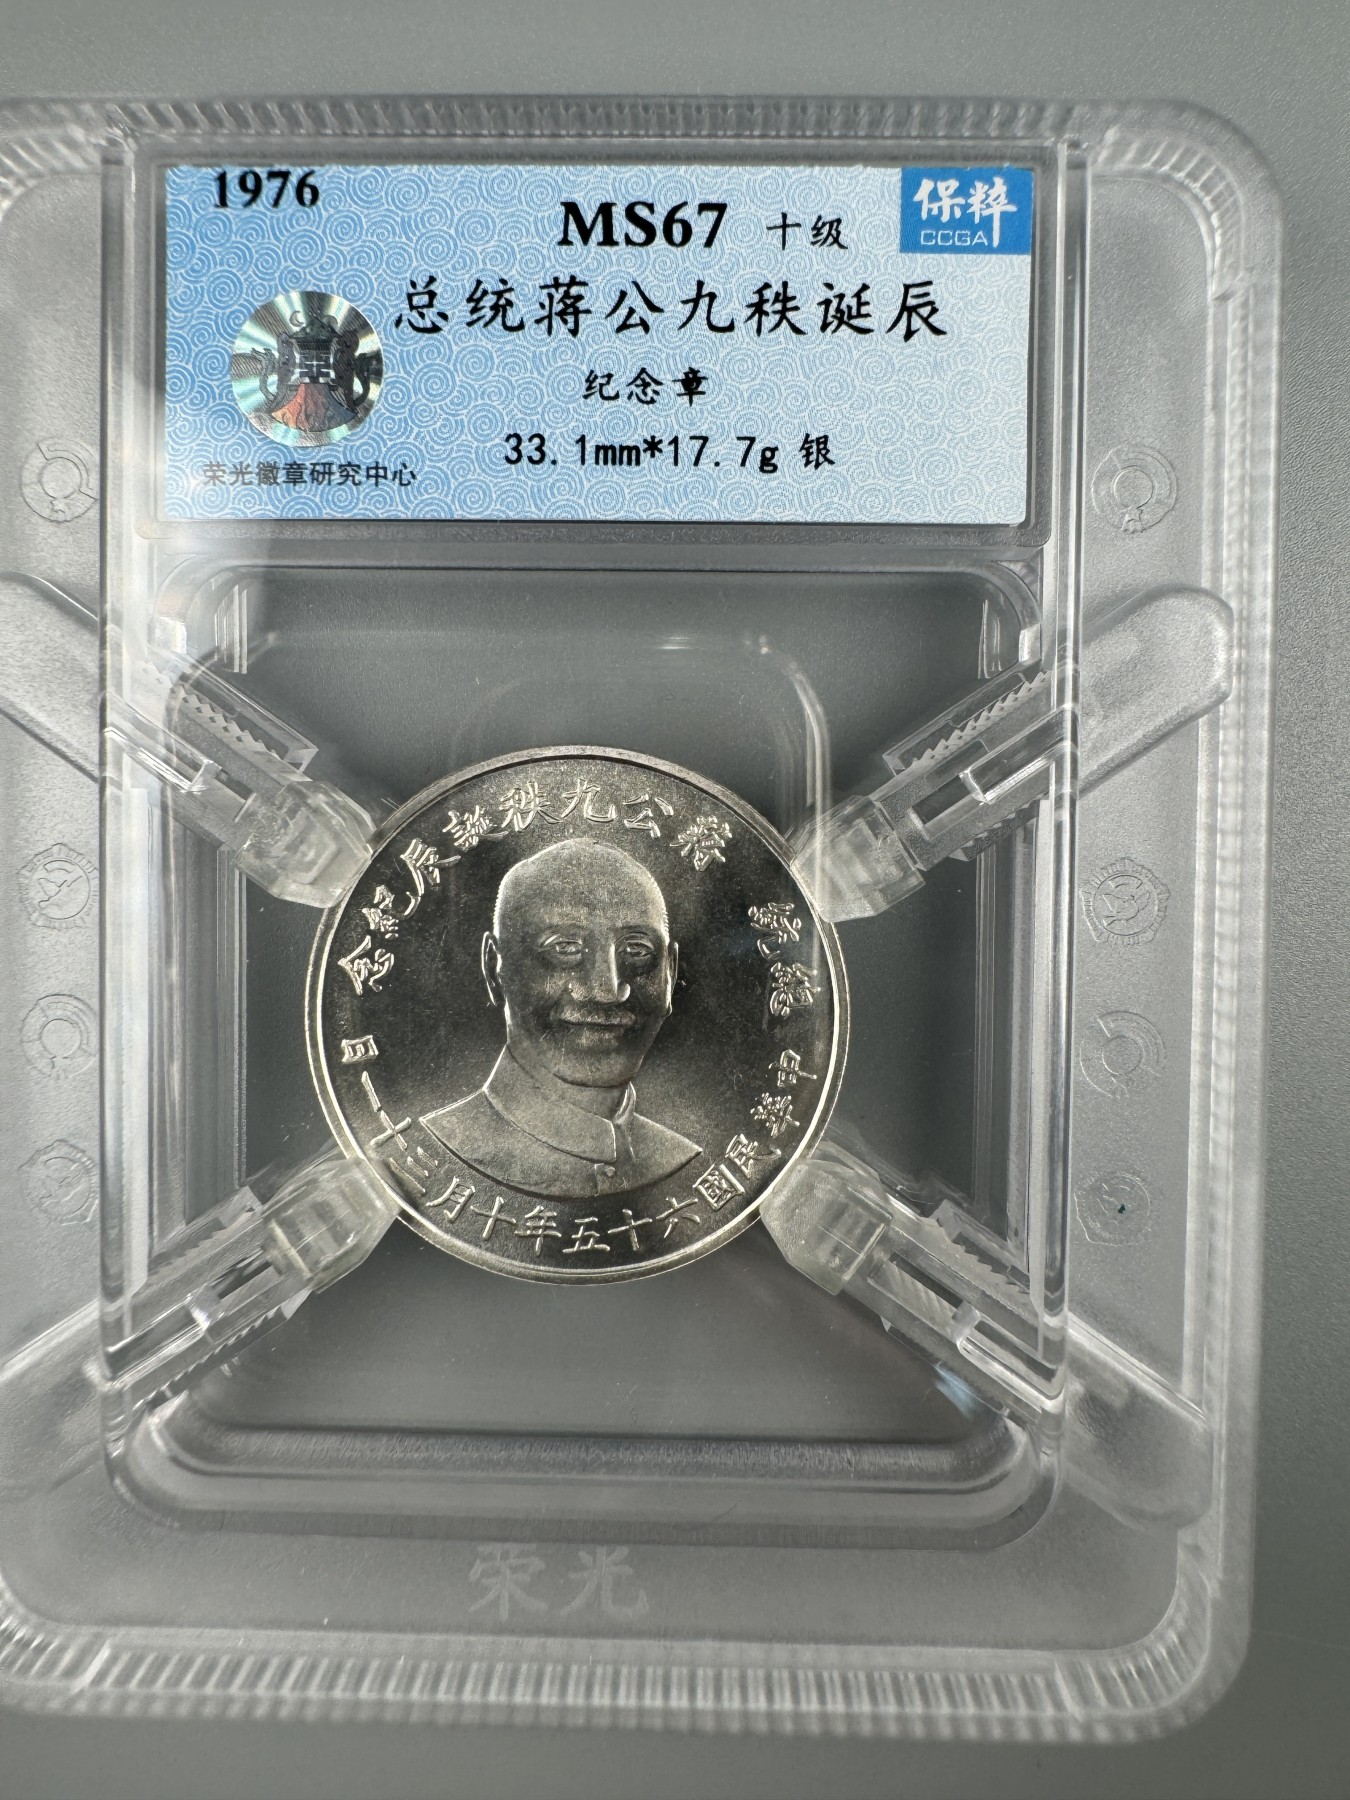 1976
MS67 十级
保粹
CCGA
总统蒋公九秩诞辰
纪念章
33.1mm*17.7g 银
荣光徽章研究中心
總統 蔣公九秩誕辰紀念
中華民國六十五年十月三十一日
荣光